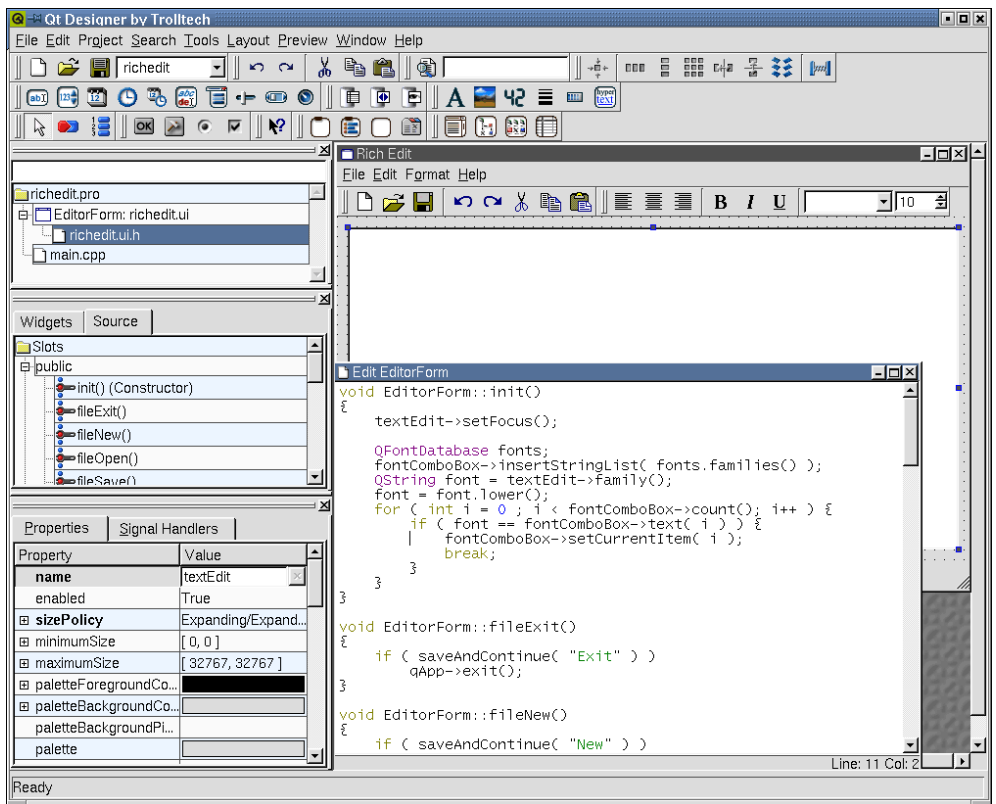 Qt Designer by Trolltech
File Edit Project Search Tools Layout Preview Window Help
richedit
OK
hyper TEXT
richedit.pro
EditorForm: richedit.ui
richedit.ui.h
main.cpp
Widgets Source
Slots
public
init() (Constructor)
fileExit()
fileNew()
fileOpen()
fileSave()
Properties Signal Handlers
Property Value
name textEdit
enabled True
sizePolicy Expanding/Expand...
minimumSize [ 0, 0 ]
maximumSize [ 32767, 32767 ]
paletteForegroundCo...
paletteBackgroundCo...
paletteBackgroundPi...
palette
Rich Edit
File Edit Format Help
B I U 10
Edit EditorForm
void EditorForm::init()
{
textEdit->setFocus();
QFontDatabase fonts;
fontComboBox->insertStringList( fonts.families() );
QString font = textEdit->family();
font = font.lower();
for ( int i = 0 ; i < fontComboBox->count(); i++ ) {
if ( font == fontComboBox->text( i ) ) {
fontComboBox->setCurrentItem( i );
break;
}
}
}
void EditorForm::fileExit()
{
if ( saveAndContinue( "Exit" ) )
qApp->exit();
}
void EditorForm::fileNew()
{
if ( saveAndContinue( "New" ) )
Line: 11 Col: 2
Ready